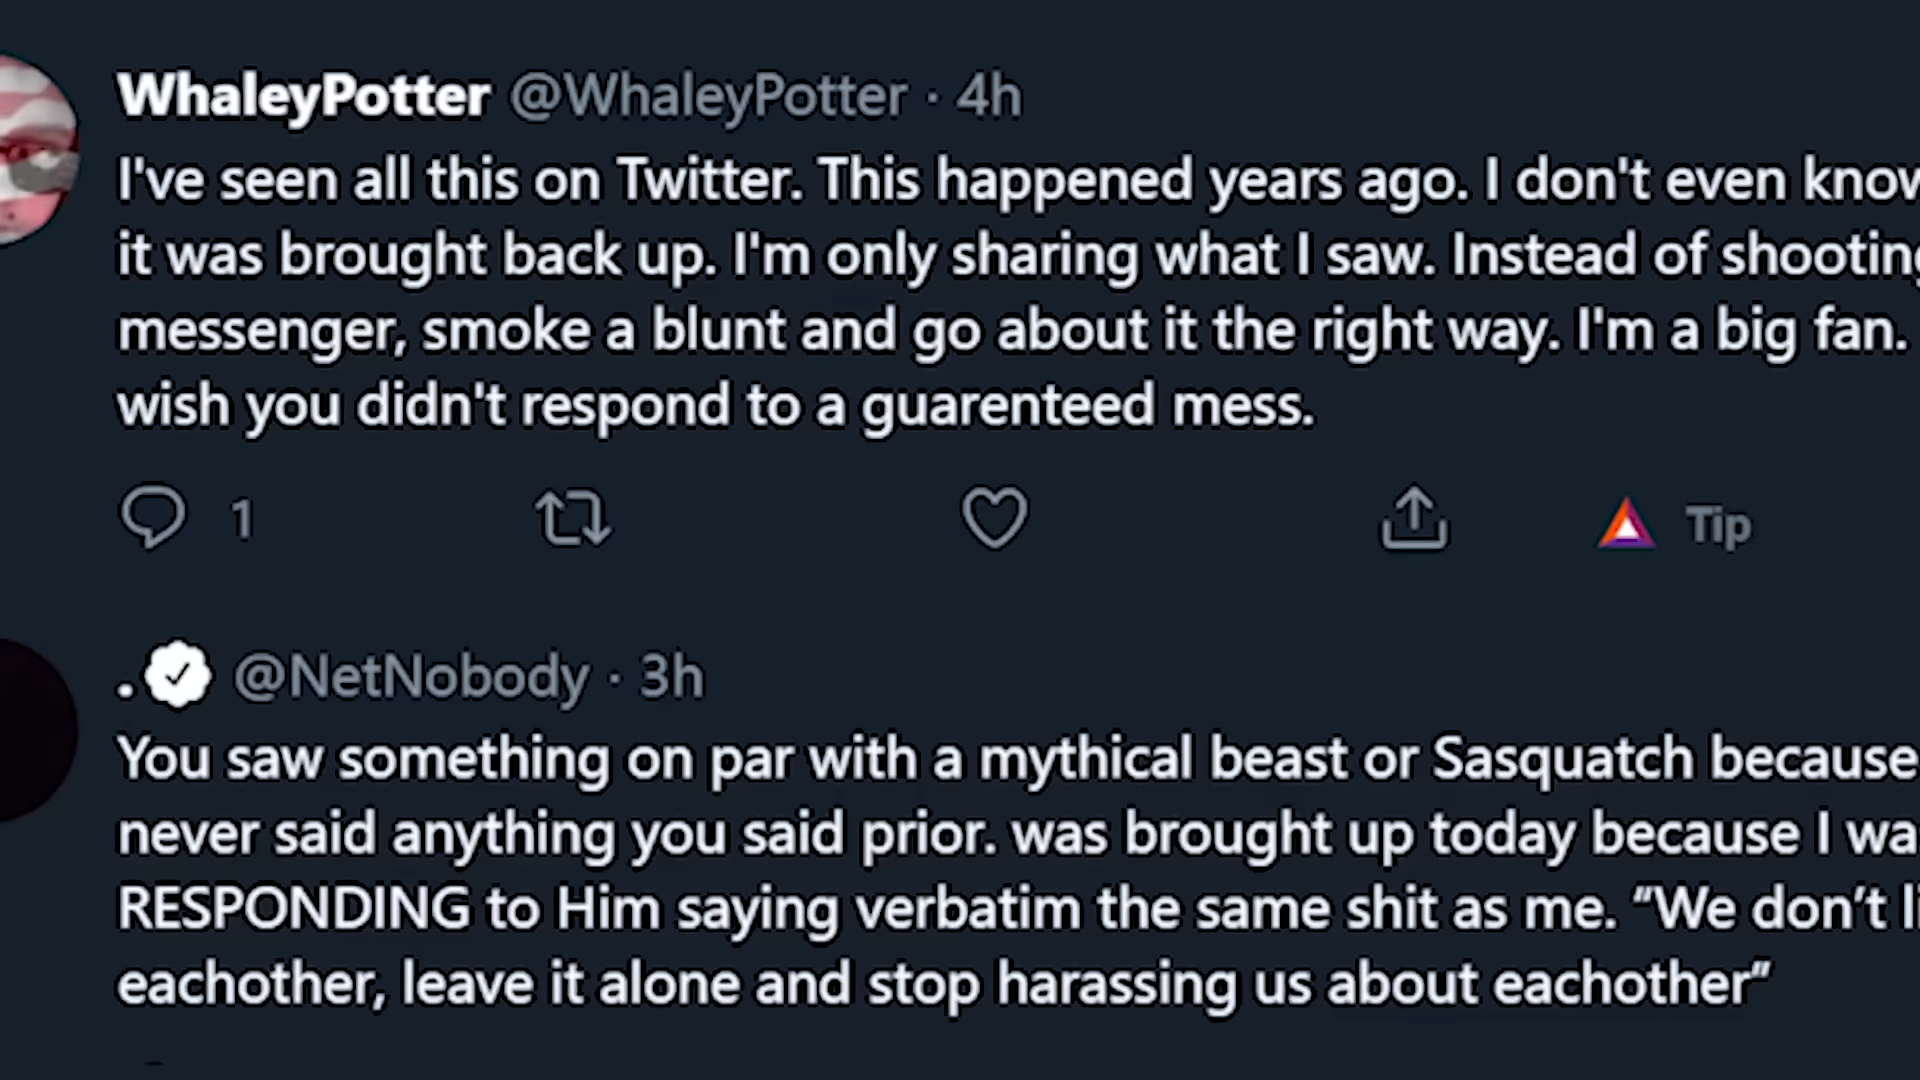 WhaleyPotter @WhaleyPotter · 4h
I've seen all this on Twitter. This happened years ago. I don't even
it was brought back up. I'm only sharing what I saw. Instead of
messenger, smoke a blunt and go about it the right way. I'm a big fan.
wish you didn't respond to a guarenteed mess.
1 Tip
. @NetNobody · 3h
You saw something on par with a mythical beast or Sasquatch because
never said anything you said prior. was brought up today because I
RESPONDING to Him saying verbatim the same shit as me. “We don’t
eachother, leave it alone and stop harassing us about eachother”